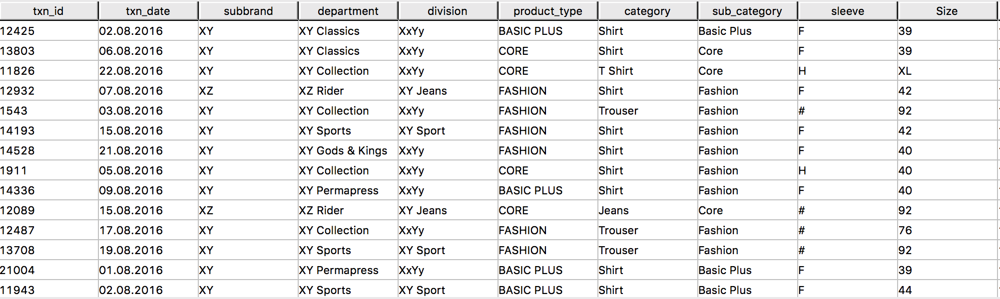 txn_id txn_date subbrand department division product_type category sub_category sleeve Size
12425 02.08.2016 XY XY Classics XxYy BASIC PLUS Shirt Basic Plus F 39
13803 06.08.2016 XY XY Classics XxYy CORE Shirt Core F 39
11826 22.08.2016 XY XY Collection XxYy CORE T Shirt Core H XL
12932 07.08.2016 XZ XZ Rider XY Jeans FASHION Shirt Fashion F 42
1543 03.08.2016 XY XY Collection XxYy FASHION Trouser Fashion # 92
14193 15.08.2016 XY XY Sports XY Sport FASHION Shirt Fashion F 42
14528 21.08.2016 XY XY Gods & Kings XxYy FASHION Shirt Fashion F 40
1911 05.08.2016 XY XY Collection XxYy CORE Shirt Fashion H 40
14336 09.08.2016 XY XY Permapress XxYy BASIC PLUS Shirt Fashion F 40
12089 15.08.2016 XZ XZ Rider XY Jeans CORE Jeans Core # 92
12487 17.08.2016 XY XY Collection XxYy FASHION Trouser Fashion # 76
13708 19.08.2016 XY XY Sports XY Sport FASHION Trouser Fashion # 92
21004 01.08.2016 XY XY Permapress XxYy BASIC PLUS Shirt Basic Plus F 39
11943 02.08.2016 XY XY Sports XY Sport BASIC PLUS Shirt Basic Plus F 44